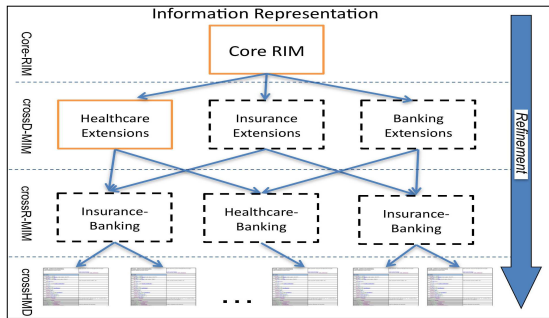 Information Representation
Core-RIM
Core RIM
crossD-MIM
Healthcare
Extensions
Insurance
Extensions
Banking
Extensions
Refinement
crossR-MIM
Insurance-
Banking
Healthcare-
Banking
Insurance-
Banking
crossHMD
...